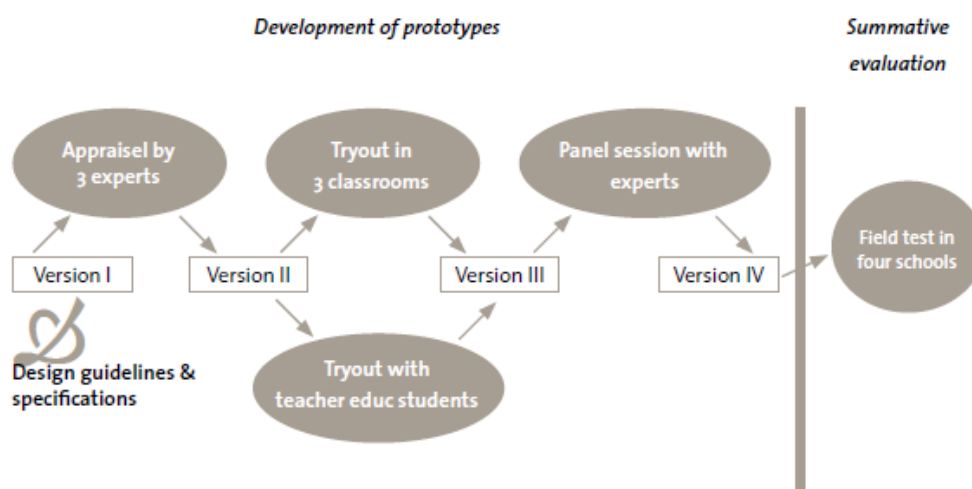 Development of prototypes
Summative
evaluation
Appraisel by
3 experts
Tryout in
3 classrooms
Panel session with
experts
Field test in
four schools
Version I
Version II
Version III
Version IV
Design guidelines &
specifications
Tryout with
teacher educ students